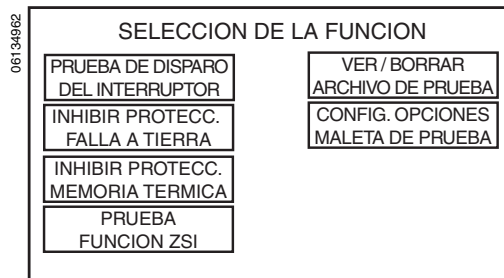 06134962
SELECCION DE LA FUNCION
PRUEBA DE DISPARO
DEL INTERRUPTOR
INHIBIR PROTECC.
FALLA A TIERRA
INHIBIR PROTECC.
MEMORIA TERMICA
PRUEBA
FUNCION ZSI
VER / BORRAR
ARCHIVO DE PRUEBA
CONFIG. OPCIONES
MALETA DE PRUEBA